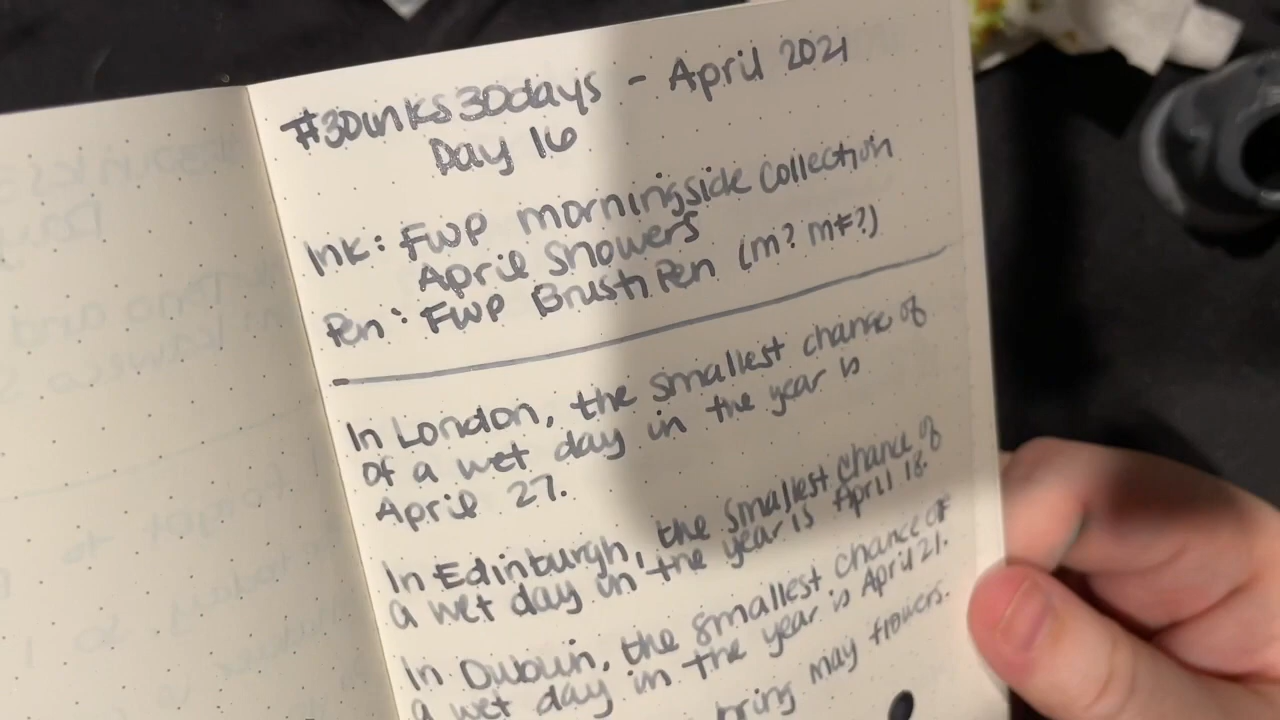 #30inks30days - April 2021
Day 16
Ink: FWP morningside collection
April Showers
Pen: FWP Brush Pen (m? mf?)
In London, the smallest chance of
of a wet day in the year is
April 27.
In Edinburgh, the smallest chance of
a wet day in the year is April 18.
In Dublin, the smallest chance of
a wet day in the year is April 21.
bring may flowers.